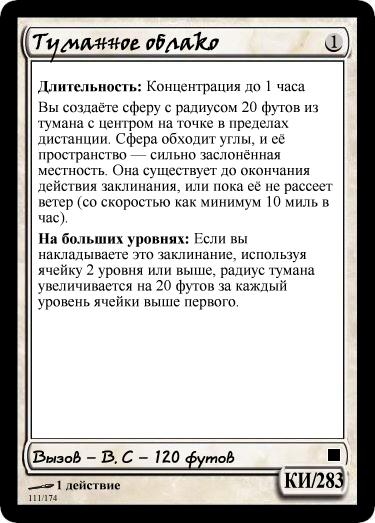 Туманное облако 1
Длительность: Концентрация до 1 часа
Вы создаёте сферу с радиусом 20 футов из
тумана с центром на точке в пределах
дистанции. Сфера обходит углы, и её
пространство — сильно заслонённая
местность. Она существует до окончания
действия заклинания, или пока её не рассеет
ветер (со скоростью как минимум 10 миль в
час).
На больших уровнях: Если вы
накладываете это заклинание, используя
ячейку 2 уровня или выше, радиус тумана
увеличивается на 20 футов за каждый
уровень ячейки выше первого.
Вызов – В, С – 120 футов
1 действие
КИ/283
111/174